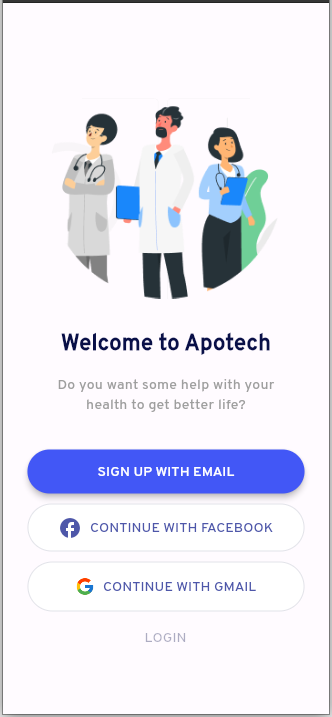 Welcome to Apotech
Do you want some help with your
health to get better life?
SIGN UP WITH EMAIL
CONTINUE WITH FACEBOOK
CONTINUE WITH GMAIL
LOGIN